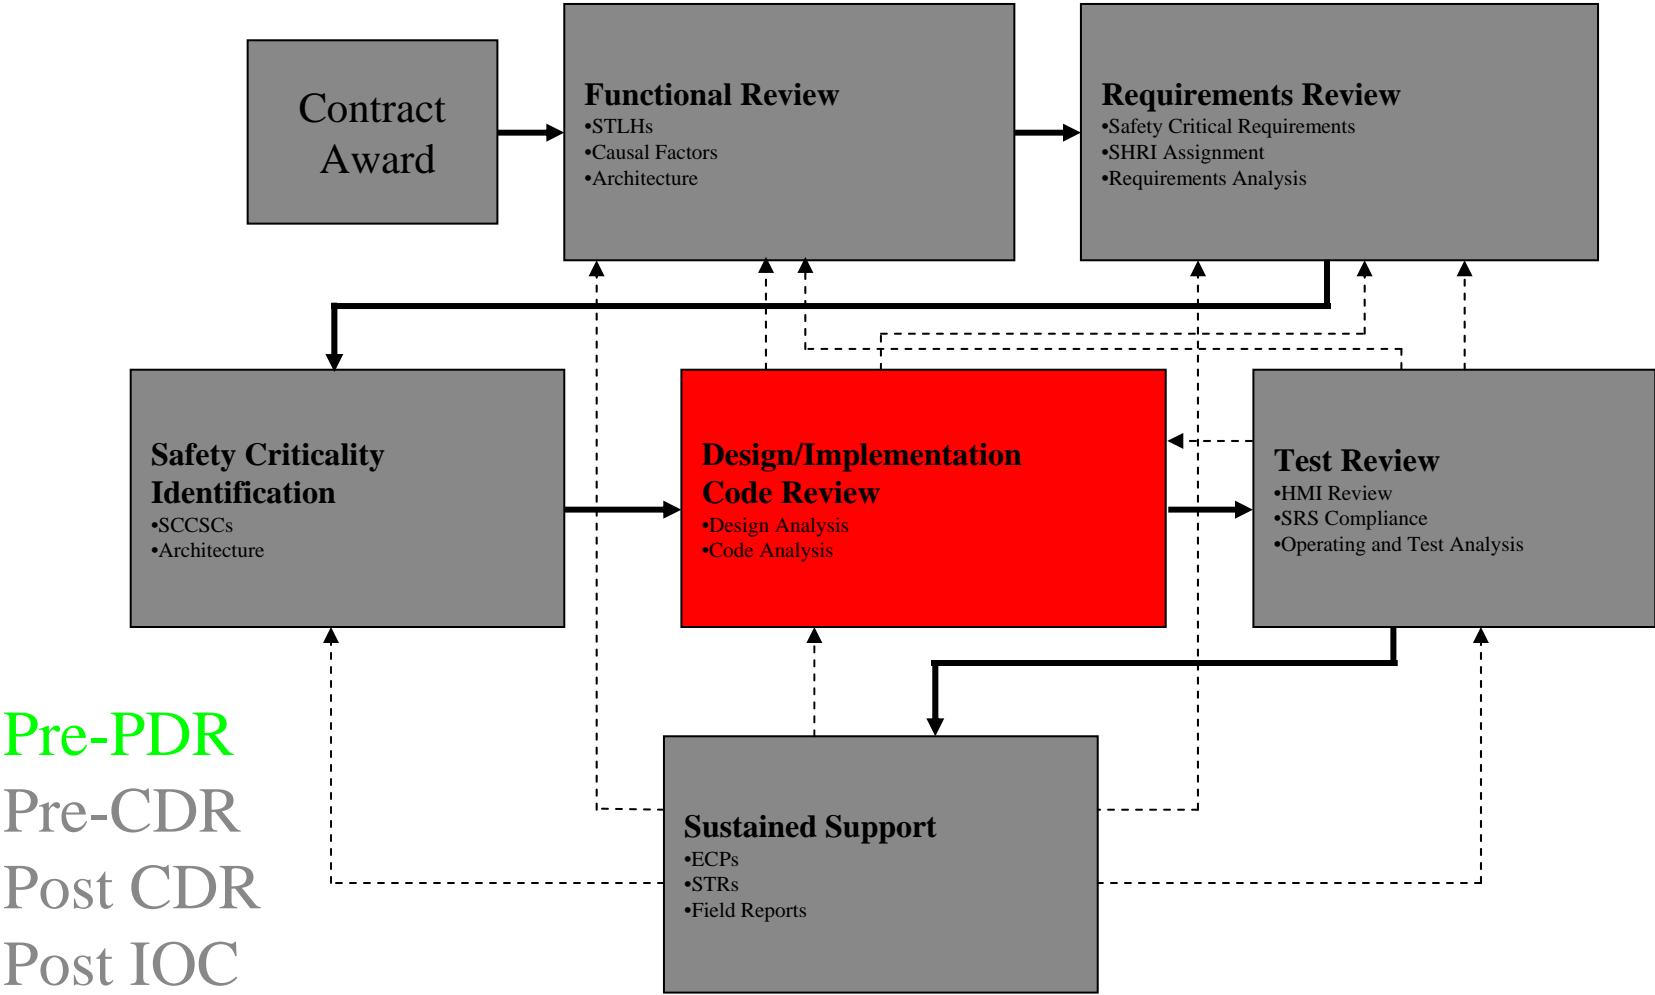 Contract
Award
Functional Review
•STLHs
•Causal Factors
•Architecture
Requirements Review
•Safety Critical Requirements
•SHRI Assignment
•Requirements Analysis
Safety Criticality
Identification
•SCCSCs
•Architecture
Design/Implementation
Code Review
•Design Analysis
•Code Analysis
Test Review
•HMI Review
•SRS Compliance
•Operating and Test Analysis
Sustained Support
•ECPs
•STRs
•Field Reports
Pre-PDR
Pre-CDR
Post CDR
Post IOC